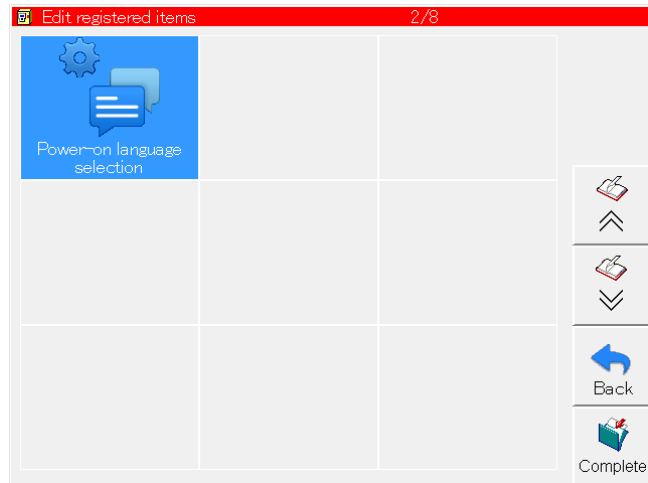 Edit registered items 2/8
Power-on language
selection
Back
Complete